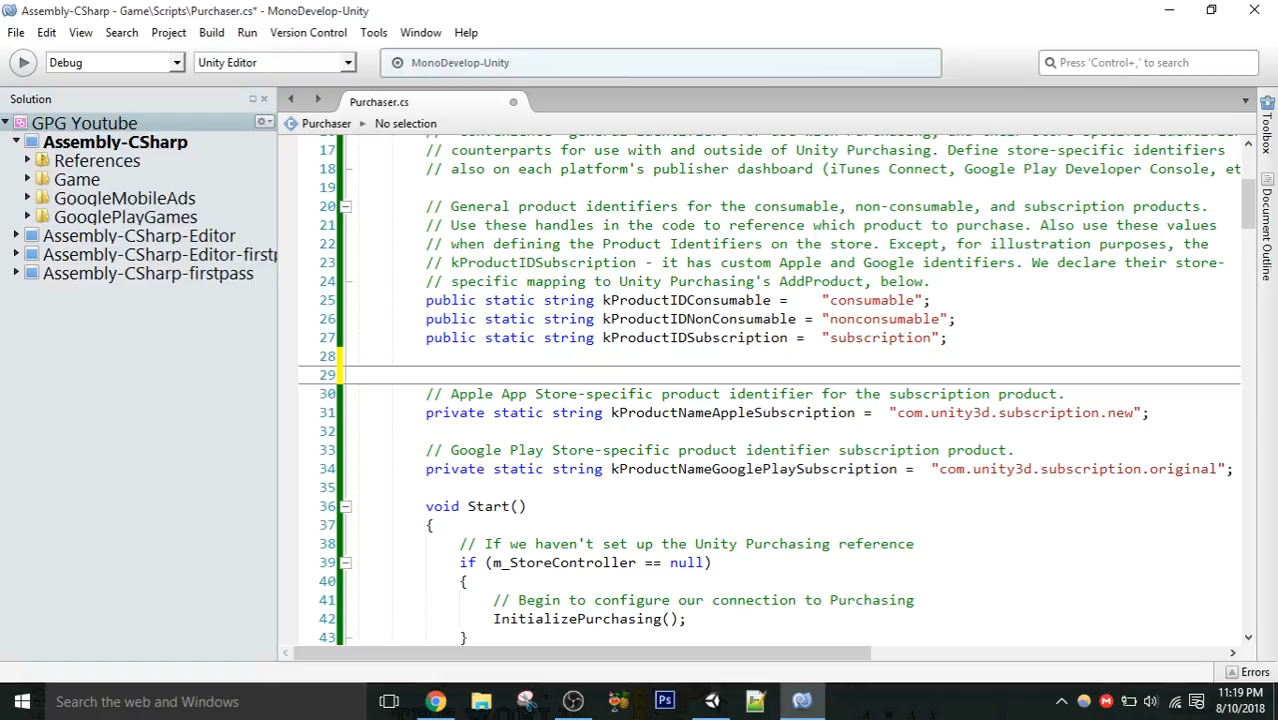 Assembly-CSharp - Game\Scripts\Purchaser.cs* - MonoDevelop-Unity
File Edit View Search Project Build Run Version Control Tools Window Help
Debug Unity Editor MonoDevelop-Unity Press 'Control+,' to search
Solution
Purchaser.cs
GPG Youtube
Assembly-CSharp
References
Game
GoogleMobileAds
GooglePlayGames
Assembly-CSharp-Editor
Assembly-CSharp-Editor-firstp
Assembly-CSharp-firstpass
Purchaser No selection
17 // counterparts for use with and outside of Unity Purchasing. Define store-specific identifiers
18 // also on each platform's publisher dashboard (iTunes Connect, Google Play Developer Console, et
19
20 // General product identifiers for the consumable, non-consumable, and subscription products.
21 // Use these handles in the code to reference which product to purchase. Also use these values
22 // when defining the Product Identifiers on the store. Except, for illustration purposes, the
23 // kProductIDSubscription - it has custom Apple and Google identifiers. We declare their store-
24 // specific mapping to Unity Purchasing's AddProduct, below.
25 public static string kProductIDConsumable = "consumable";
26 public static string kProductIDNonConsumable = "nonconsumable";
27 public static string kProductIDSubscription = "subscription";
28
29
30 // Apple App Store-specific product identifier for the subscription product.
31 private static string kProductNameAppleSubscription = "com.unity3d.subscription.new";
32
33 // Google Play Store-specific product identifier subscription product.
34 private static string kProductNameGooglePlaySubscription = "com.unity3d.subscription.original";
35
36 void Start()
37 {
38 // If we haven't set up the Unity Purchasing reference
39 if (m_StoreController == null)
40 {
41 // Begin to configure our connection to Purchasing
42 InitializePurchasing();
43 }
Toolbox
Document Outline
Errors
Search the web and Windows
Ps
11:19 PM
8/10/2018